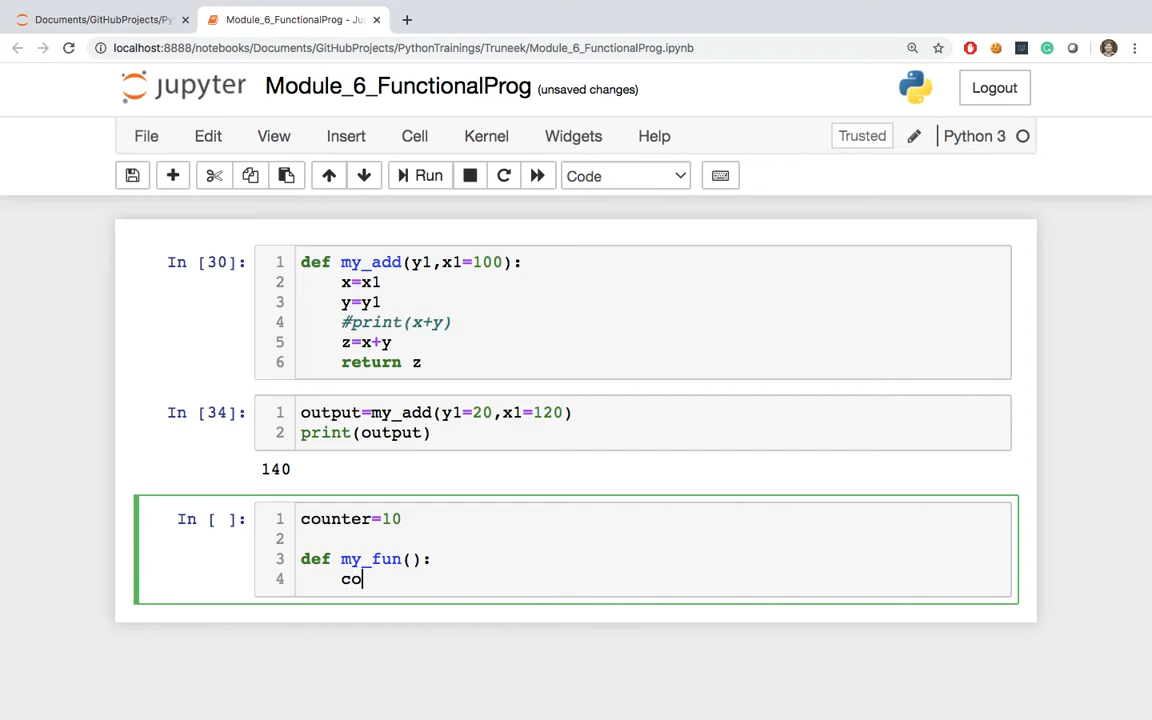 Documents/GitHubProjects/Py
Module_6_FunctionalProg - Ju
localhost:8888/notebooks/Documents/GitHubProjects/PythonTrainings/Truneek/Module_6_FunctionalProg.ipynb
jupyter Module_6_FunctionalProg (unsaved changes) Logout
File Edit View Insert Cell Kernel Widgets Help Trusted Python 3
Run Code
In [30]: 1 def my_add(y1,x1=100):
2 x=x1
3 y=y1
4 #print(x+y)
5 z=x+y
6 return z
In [34]: 1 output=my_add(y1=20,x1=120)
2 print(output)
140
In [ ]: 1 counter=10
2
3 def my_fun():
4 co